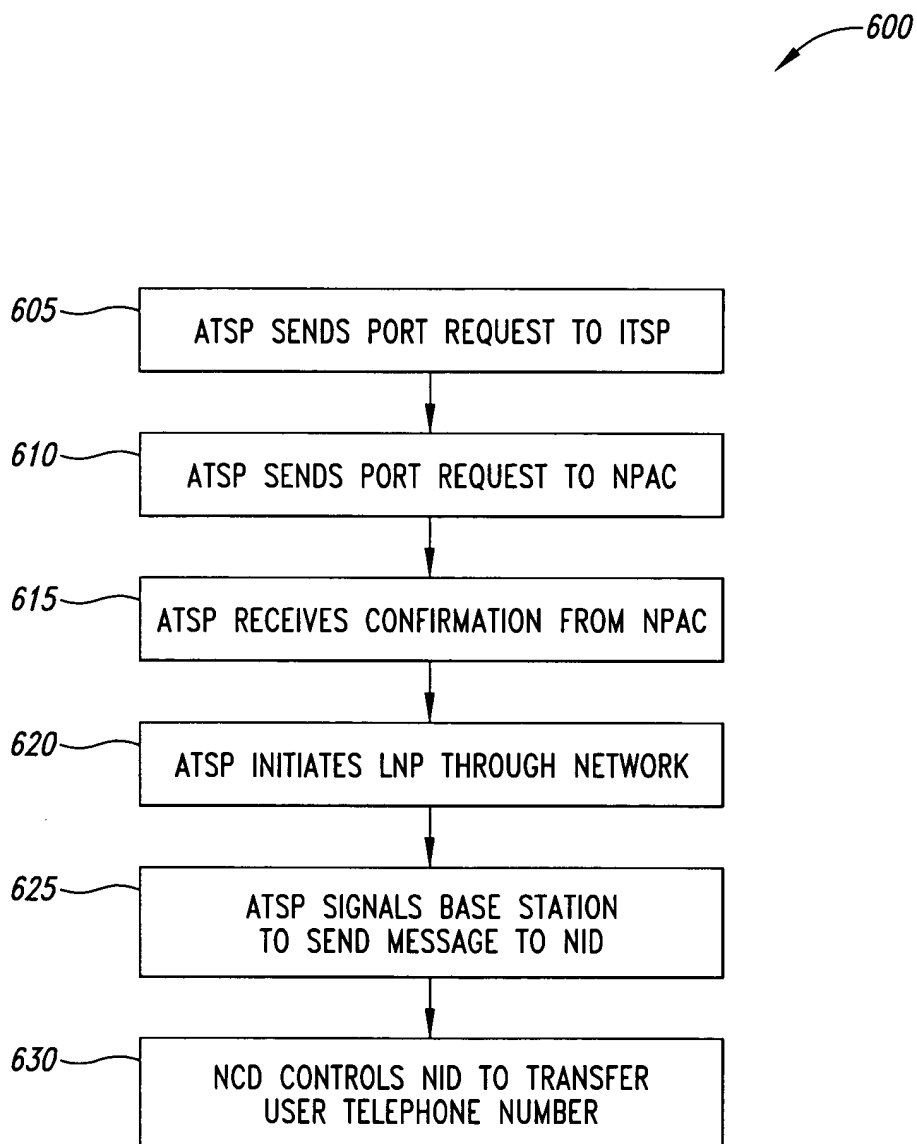 600
605
ATSP SENDS PORT REQUEST TO ITSP
610
ATSP SENDS PORT REQUEST TO NPAC
615
ATSP RECEIVES CONFIRMATION FROM NPAC
620
ATSP INITIATES LNP THROUGH NETWORK
625
ATSP SIGNALS BASE STATION
TO SEND MESSAGE TO NID
630
NCD CONTROLS NID TO TRANSFER
USER TELEPHONE NUMBER